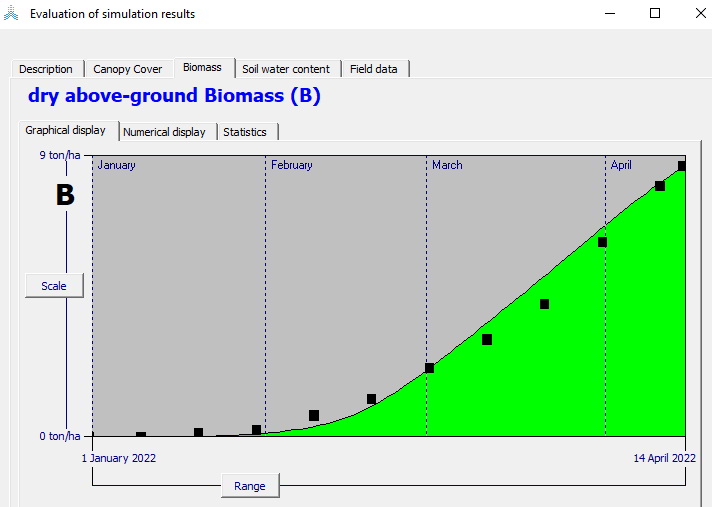 Evaluation of simulation results
Description Canopy Cover Biomass Soil water content Field data
dry above-ground Biomass (B)
Graphical display Numerical display Statistics
9 ton/ha January February March April
B
Scale
0 ton/ha
1 January 2022 14 April 2022
Range